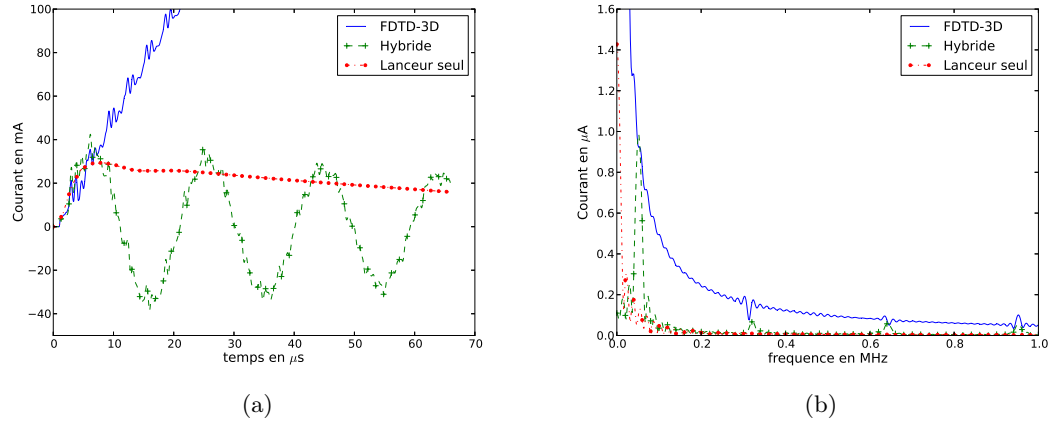 FDTD-3D
Hybride
Lanceur seul
Courant en mA
100
80
60
40
20
0
−20
−40
0 10 20 30 40 50 60 70
temps en μs
(a)
FDTD-3D
Hybride
Lanceur seul
Courant en μA
1.6
1.4
1.2
1.0
0.8
0.6
0.4
0.2
0.0
0.0 0.2 0.4 0.6 0.8 1.0
frequence en MHz
(b)